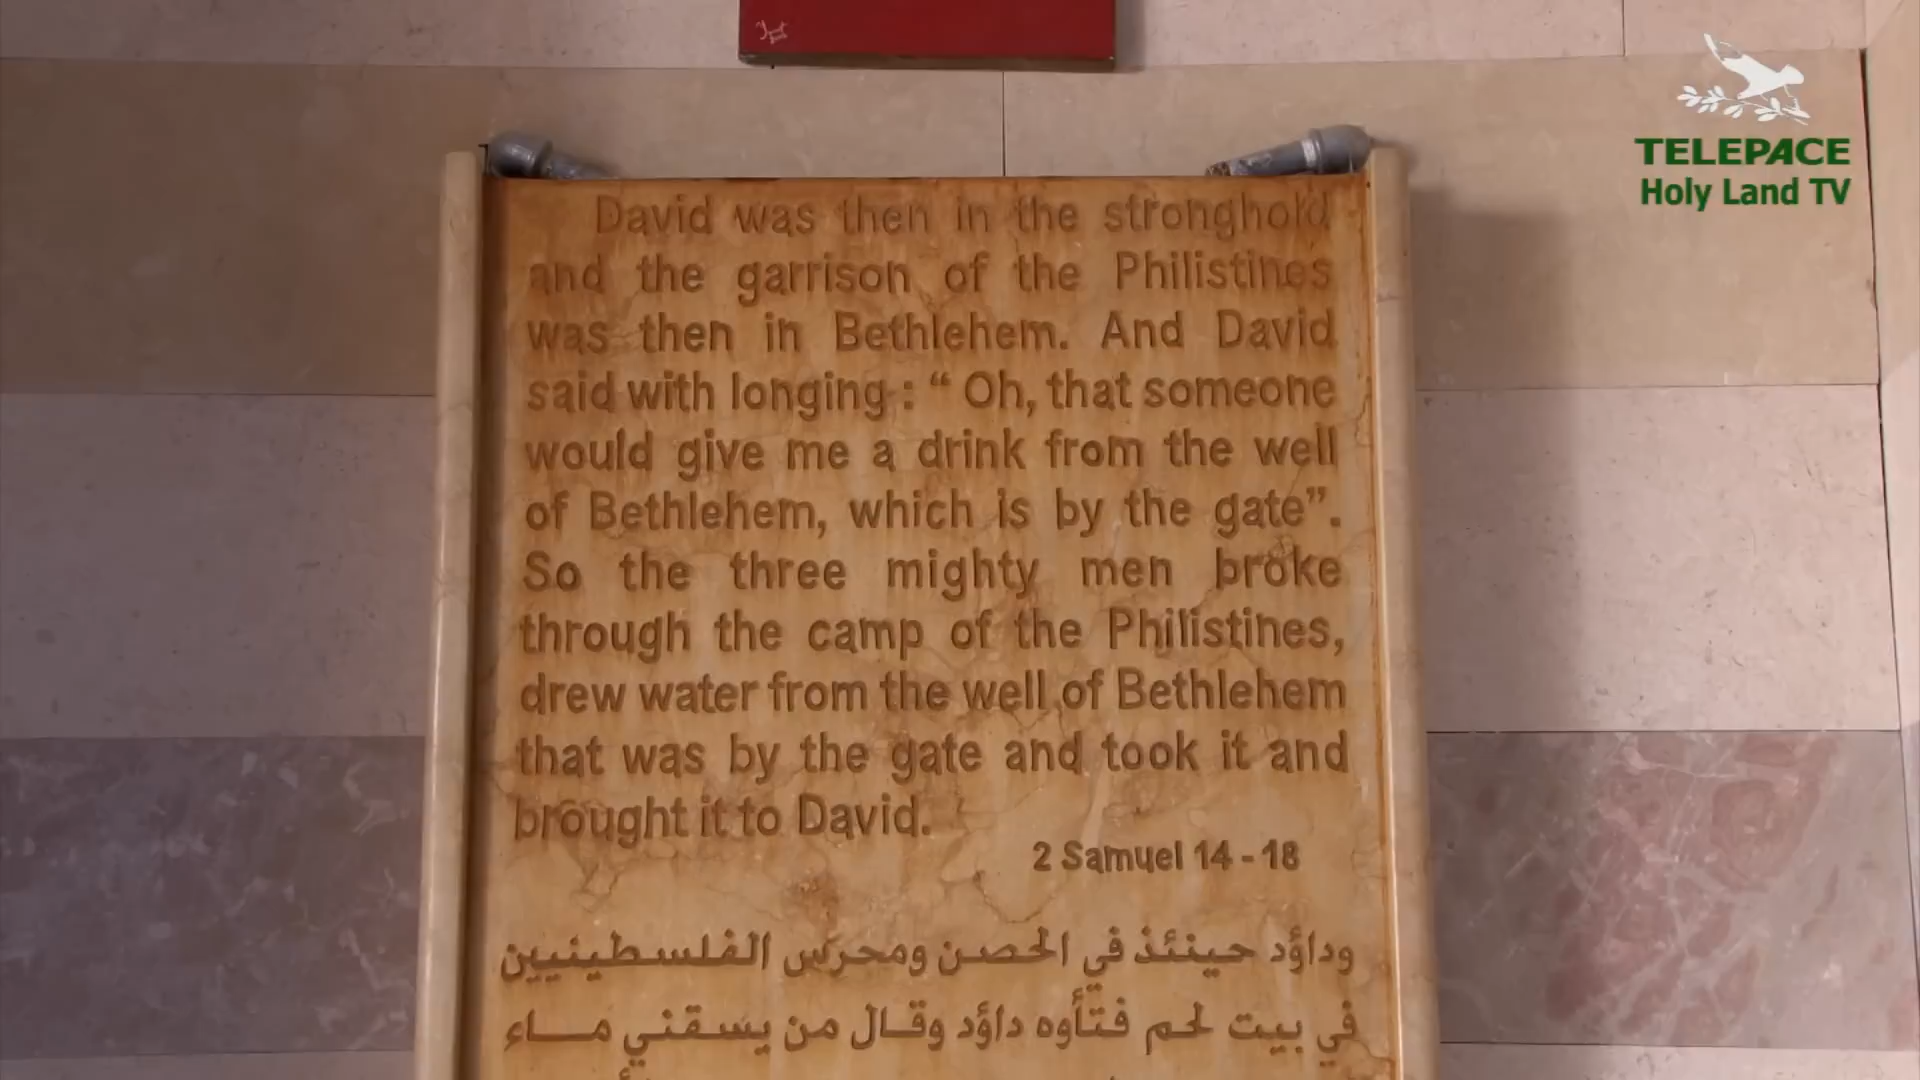 TELEPACE
Holy Land TV
David was then in the stronghold
and the garrison of the Philistines
was then in Bethlehem. And David
said with longing : “ Oh, that someone
would give me a drink from the well
of Bethlehem, which is by the gate”.
So the three mighty men broke
through the camp of the Philistines,
drew water from the well of Bethlehem
that was by the gate and took it and
brought it to David.
2 Samuel 14 - 18
وداؤد حينئذ في الحصن ومحرس الفلسطينيين
في بيت لحم فتأوه داؤد وقال من يسقني ماء